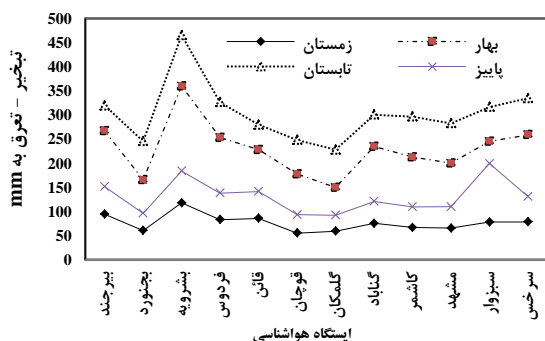 تبخیر - تعرق به mm
500
450
400
350
300
250
200
150
100
50
0
زمستان
بهار
تابستان
پاییز
بیرجند
بجنورد
بشرویه
فردوس
قائن
قوچان
گلمکان
گناباد
کاشمر
مشهد
سبزوار
سرخس
ایستگاه هواشناسی